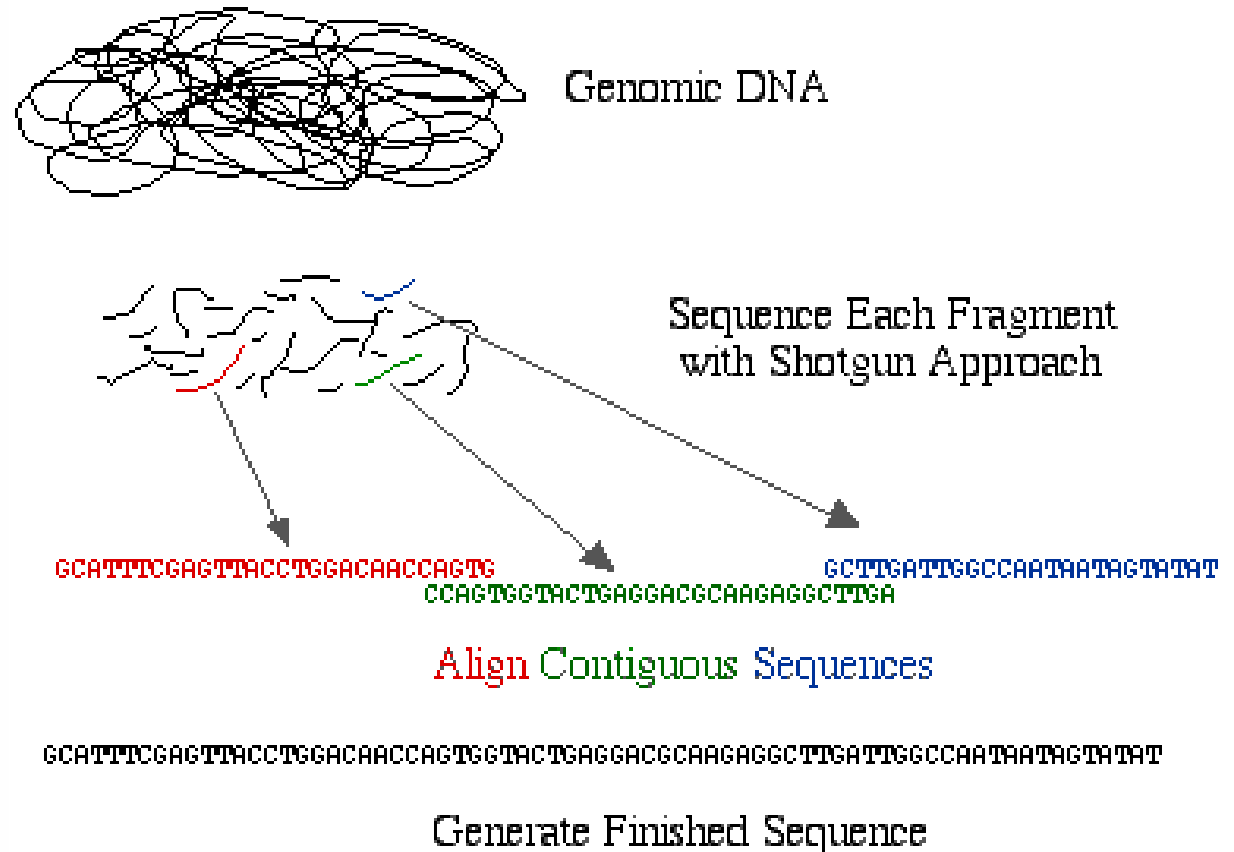 Genomic DNA
Sequence Each Fragment
with Shotgun Approach
GCATTTCGAGTTACCTGGACAACCAGTG
GCTTGATTGGCCAATAATAGTATAT
CCAGTGGTACTGAGGACGCAAGAGGCTTGA
Align Contiguous Sequences
GCATTTCGAGTTACCTGGACAACCAGTGGTACTGAGGACGCAAGAGGCTTGATTGGCCAATAATAGTATAT
Generate Finished Sequence